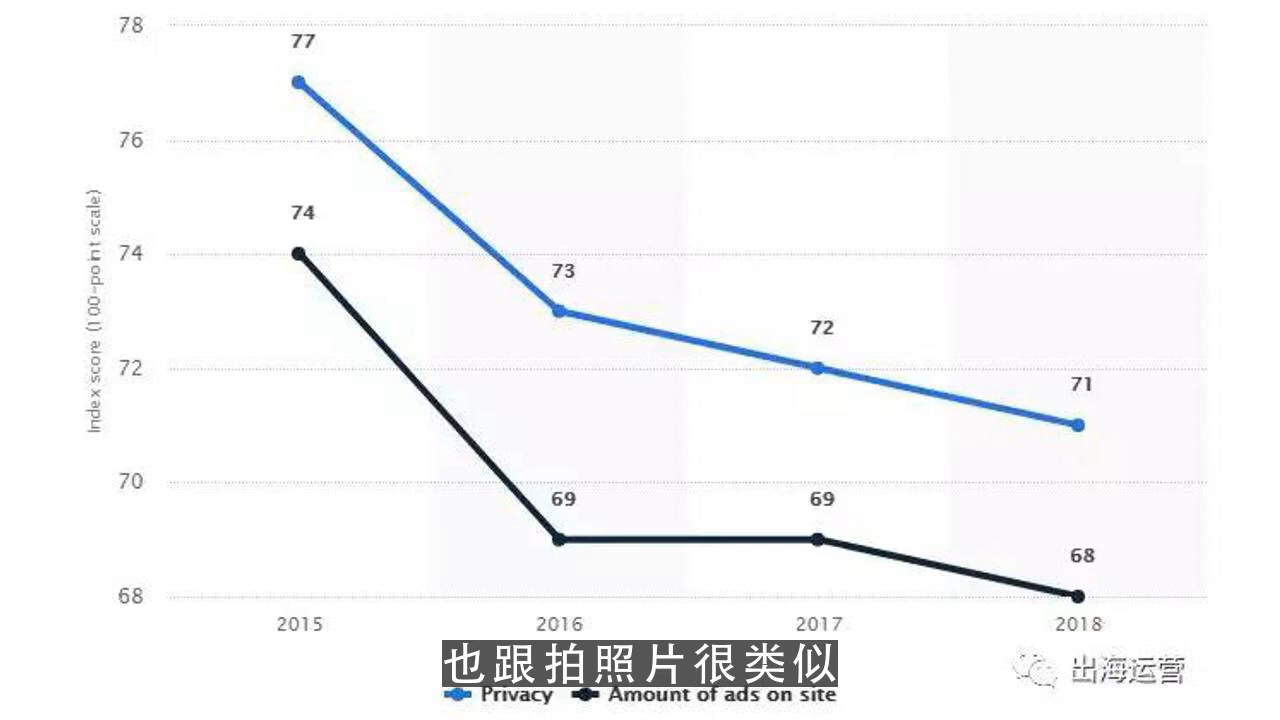 78
77
76
74
74
73
72
72
71
70
69
69
68
68
Index score (100-point scale)
2015 2016 2017 2018
也跟拍照片很类似
Privacy Amount of ads on site
出海运营